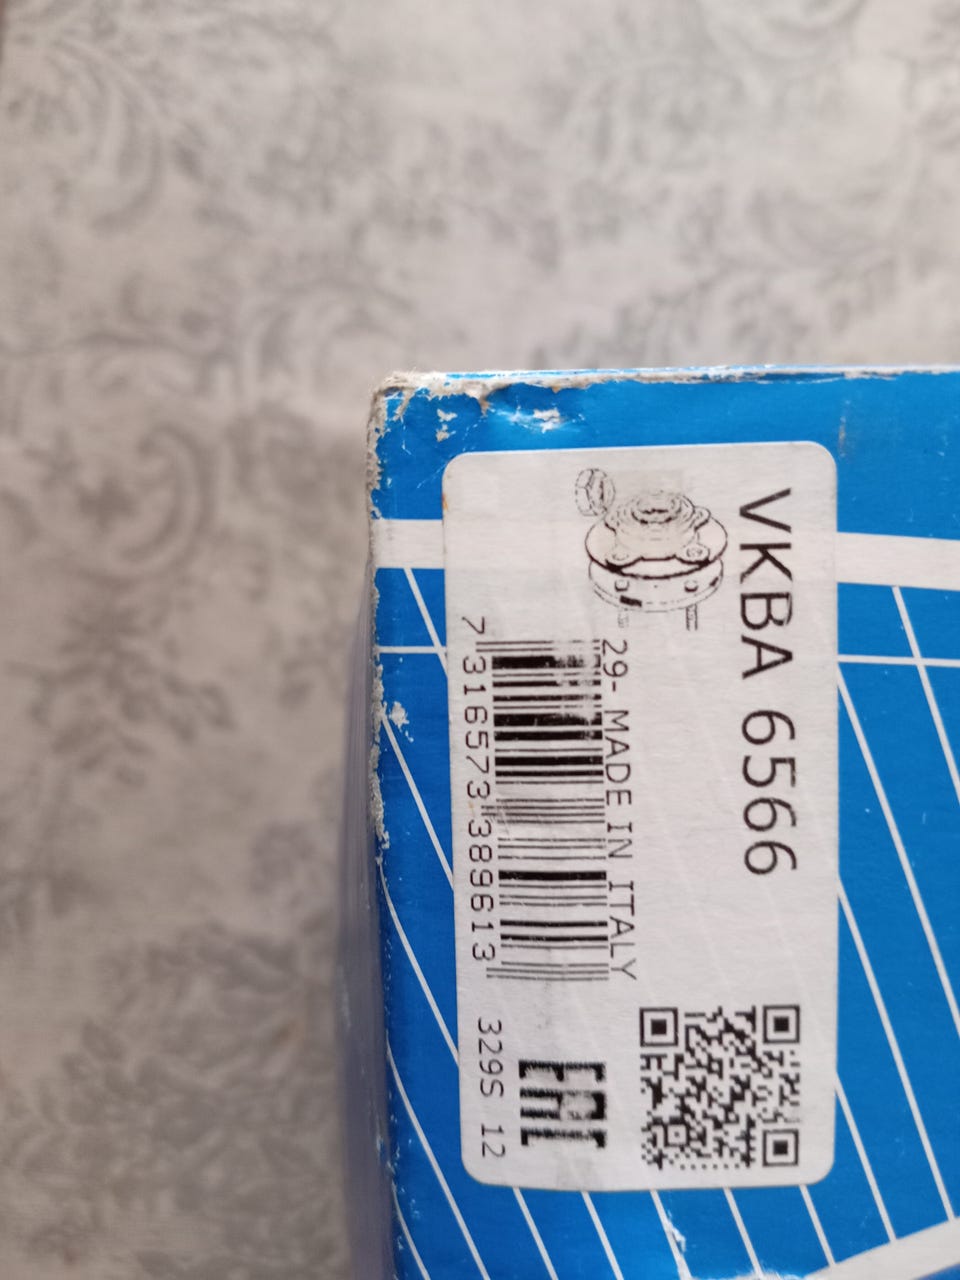 VKBA 6566
29- MADE IN ITALY
7 316573 389613
EAC
329S 12